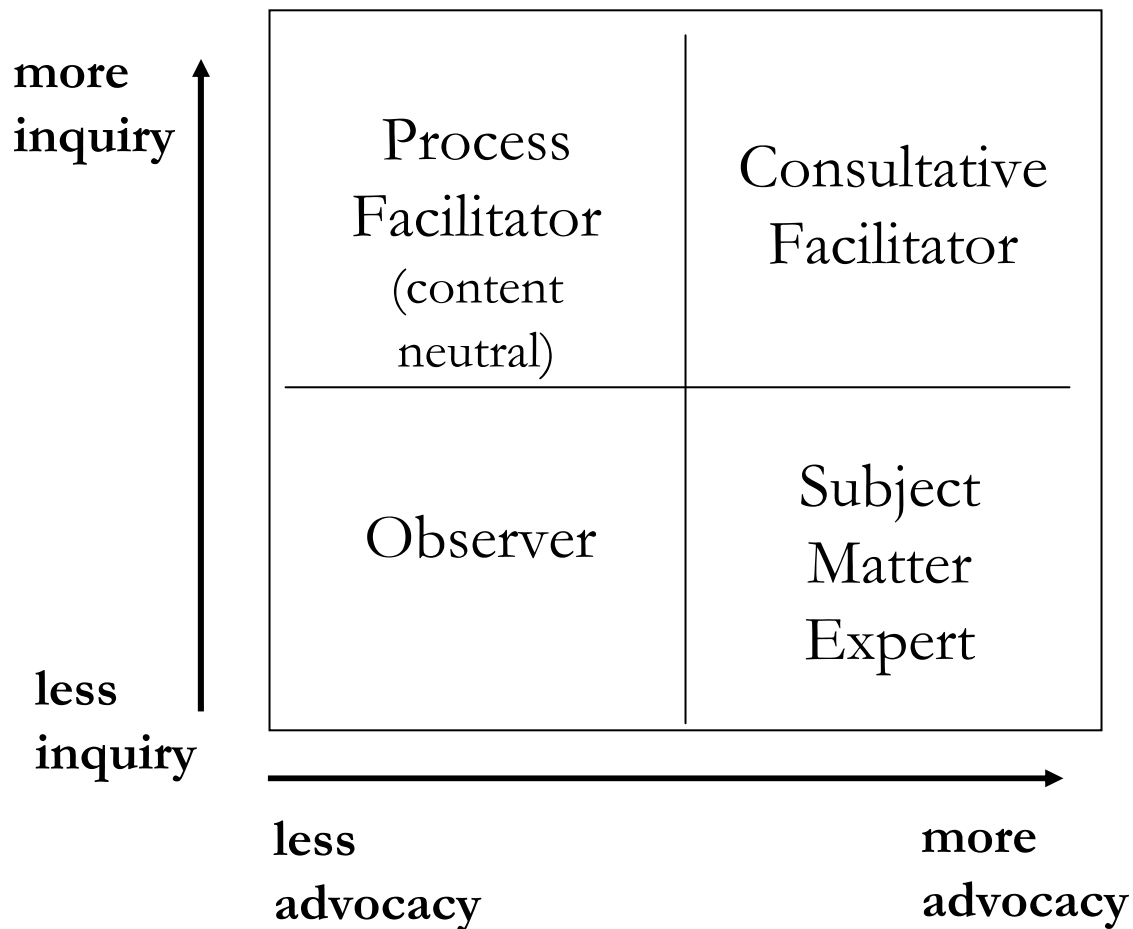 more
inquiry
Process
Facilitator
(content
neutral)
Consultative
Facilitator
Observer
Subject
Matter
Expert
less
inquiry
less
advocacy
more
advocacy